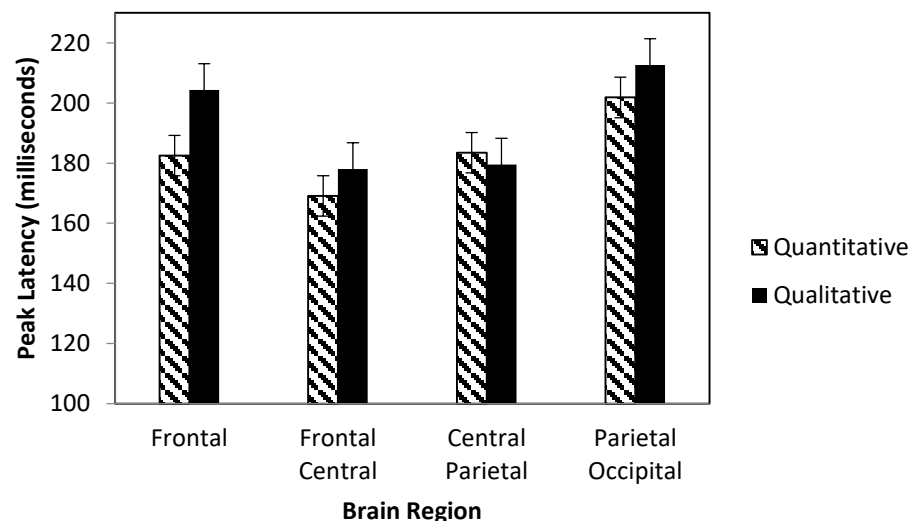 220
200
180
160
140
120
100
Peak Latency (milliseconds)
Frontal
Frontal
Central
Central
Parietal
Parietal
Occipital
Brain Region
Quantitative
Qualitative